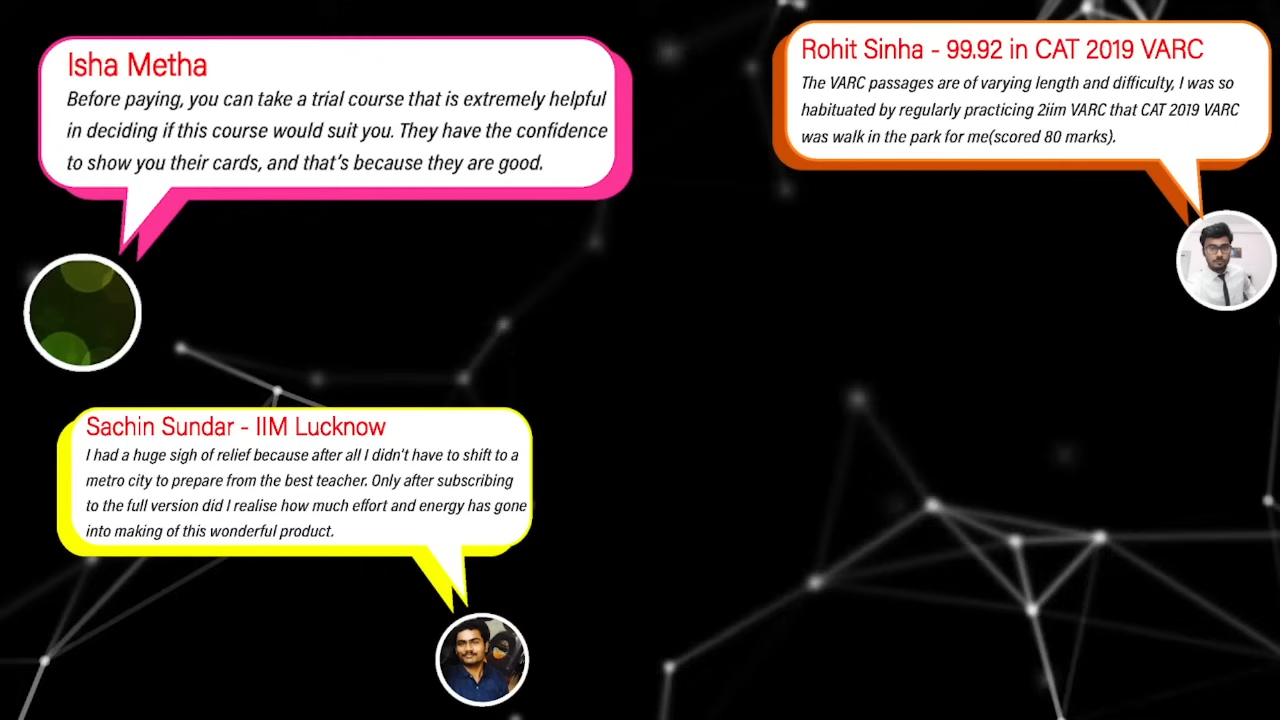 Isha Metha
Before paying, you can take a trial course that is extremely helpful
in deciding if this course would suit you. They have the confidence
to show you their cards, and that's because they are good.
Rohit Sinha - 99.92 in CAT 2019 VARC
The VARC passages are of varying length and difficulty, I was so
habituated by regularly practicing 2iim VARC that CAT 2019 VARC
was walk in the park for me(scored 80 marks).
Sachin Sundar - IIM Lucknow
I had a huge sigh of relief because after all I didn't have to shift to a
metro city to prepare from the best teacher. Only after subscribing
to the full version did I realise how much effort and energy has gone
into making of this wonderful product.